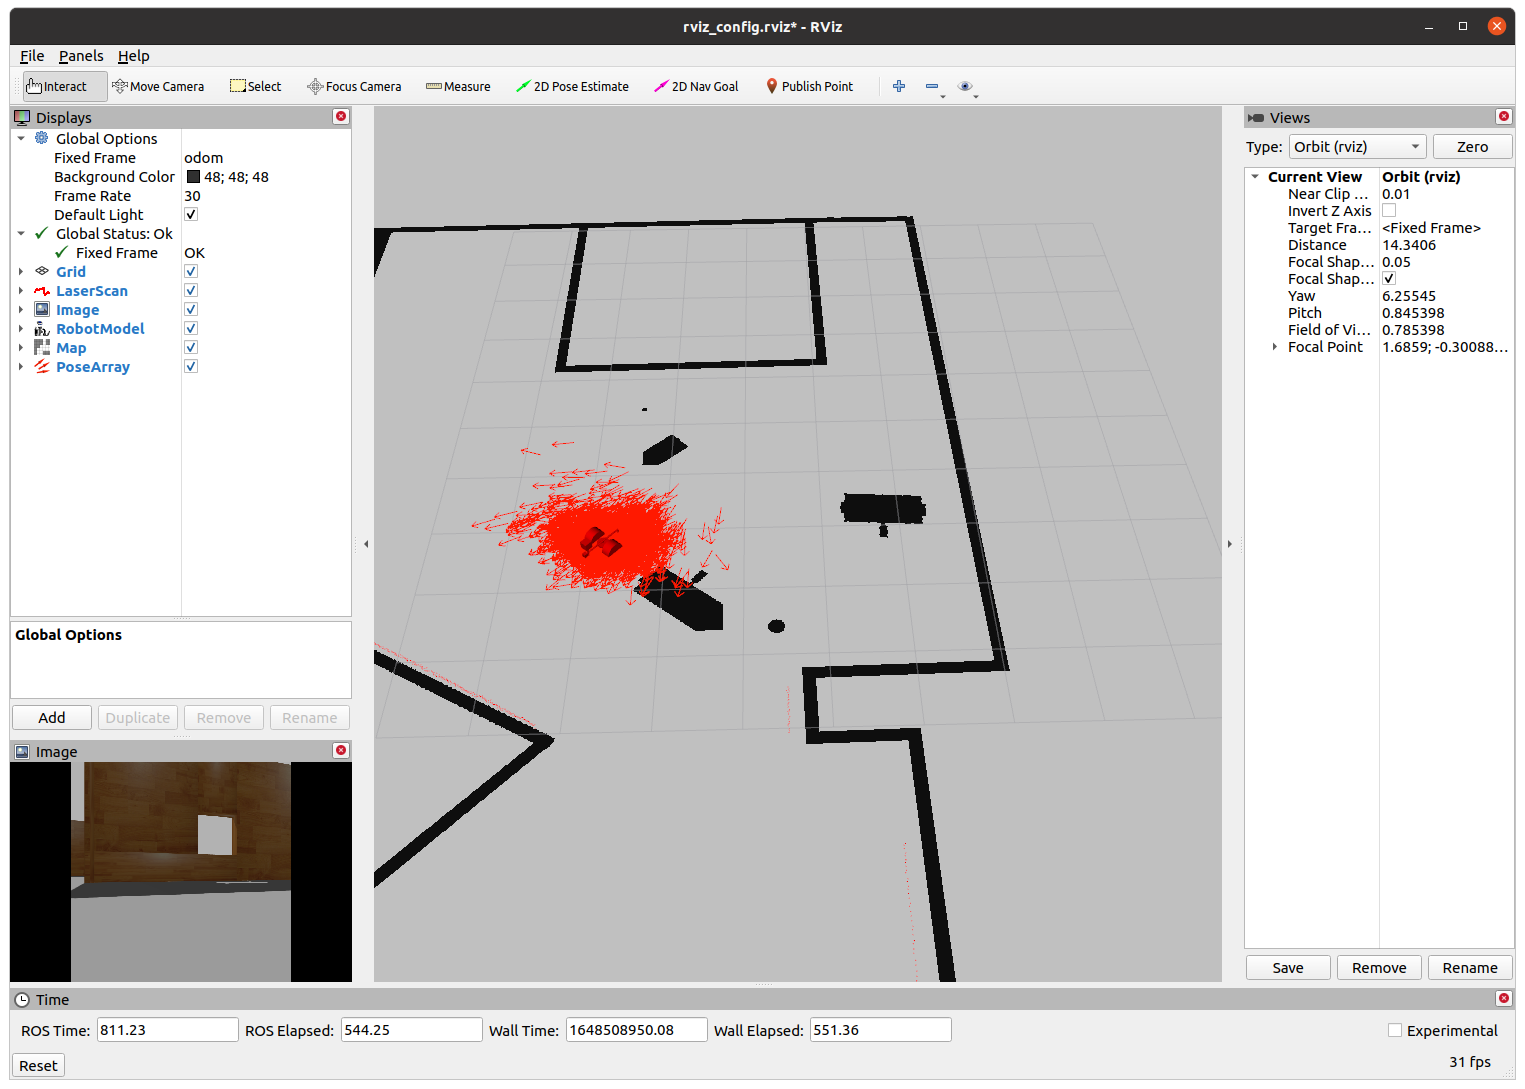 rviz_config.rviz* - RViz
File Panels Help
Interact Move Camera Select Focus Camera Measure 2D Pose Estimate 2D Nav Goal Publish Point
Displays
Global Options
Fixed Frame odom
Background Color 48; 48; 48
Frame Rate 30
Default Light
Global Status: Ok
Fixed Frame OK
Grid
LaserScan
Image
RobotModel
Map
PoseArray
Global Options
Add Duplicate Remove Rename
Image
Views
Type: Orbit (rviz) Zero
Current View Orbit (rviz)
Near Clip ... 0.01
Invert Z Axis
Target Fra... <Fixed Frame>
Distance 14.3406
Focal Shap... 0.05
Focal Shap...
Yaw 6.25545
Pitch 0.845398
Field of Vi... 0.785398
Focal Point 1.6859; -0.30088...
Save Remove Rename
Time
ROS Time: 811.23 ROS Elapsed: 544.25 Wall Time: 1648508950.08 Wall Elapsed: 551.36 Experimental
Reset 31 fps